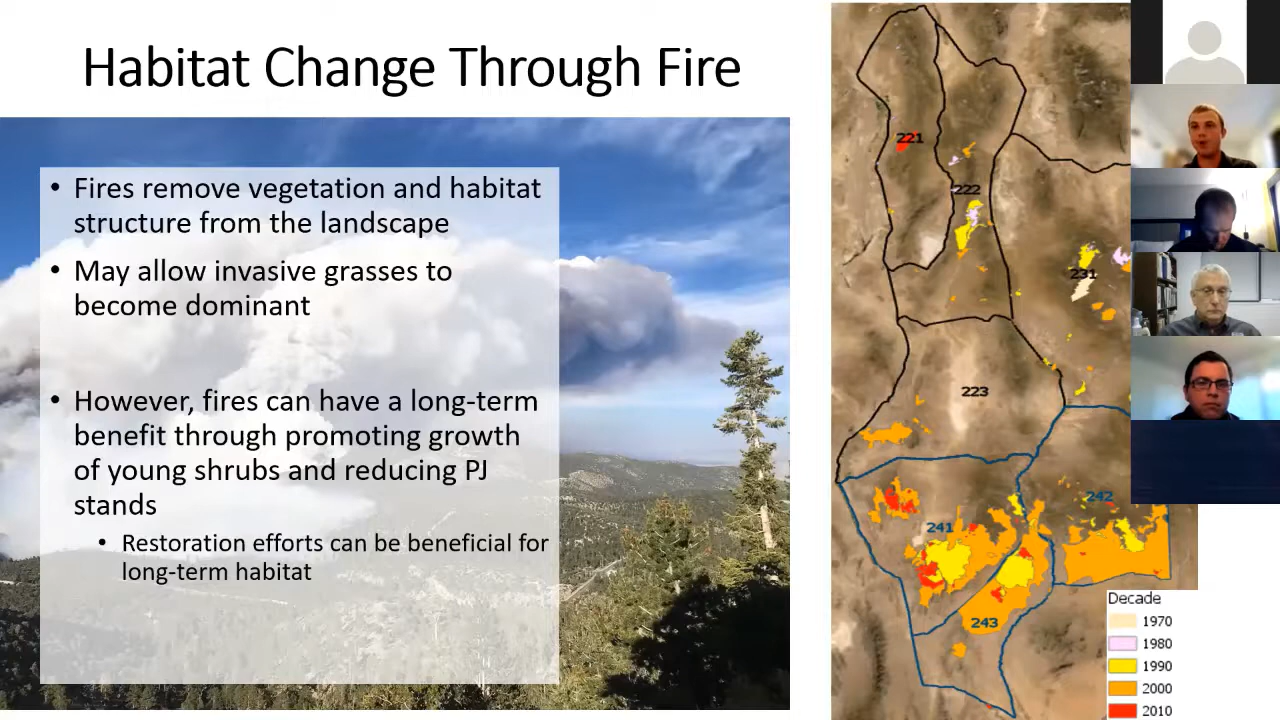 Habitat Change Through Fire
• Fires remove vegetation and habitat
structure from the landscape
• May allow invasive grasses to
become dominant
• However, fires can have a long-term
benefit through promoting growth
of young shrubs and reducing PJ
stands
• Restoration efforts can be beneficial for
long-term habitat
221
222
231
223
242
241
243
Decade
1970
1980
1990
2000
2010